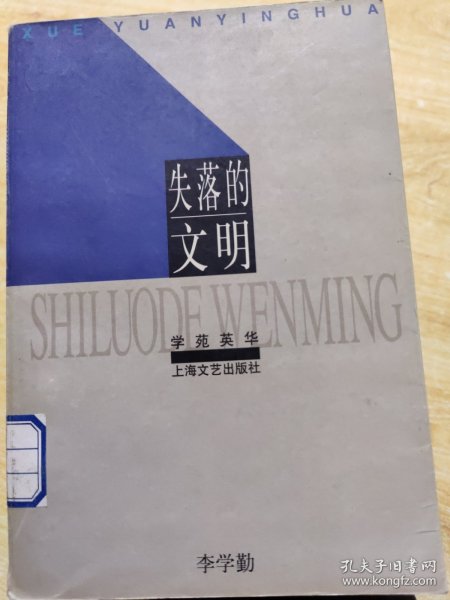 XUE YUANYINGHUA
失落的
文明
SHILUODE WENMING
学苑英华
上海文艺出版社
李学勤
孔夫子旧书网
www.kongfz.com